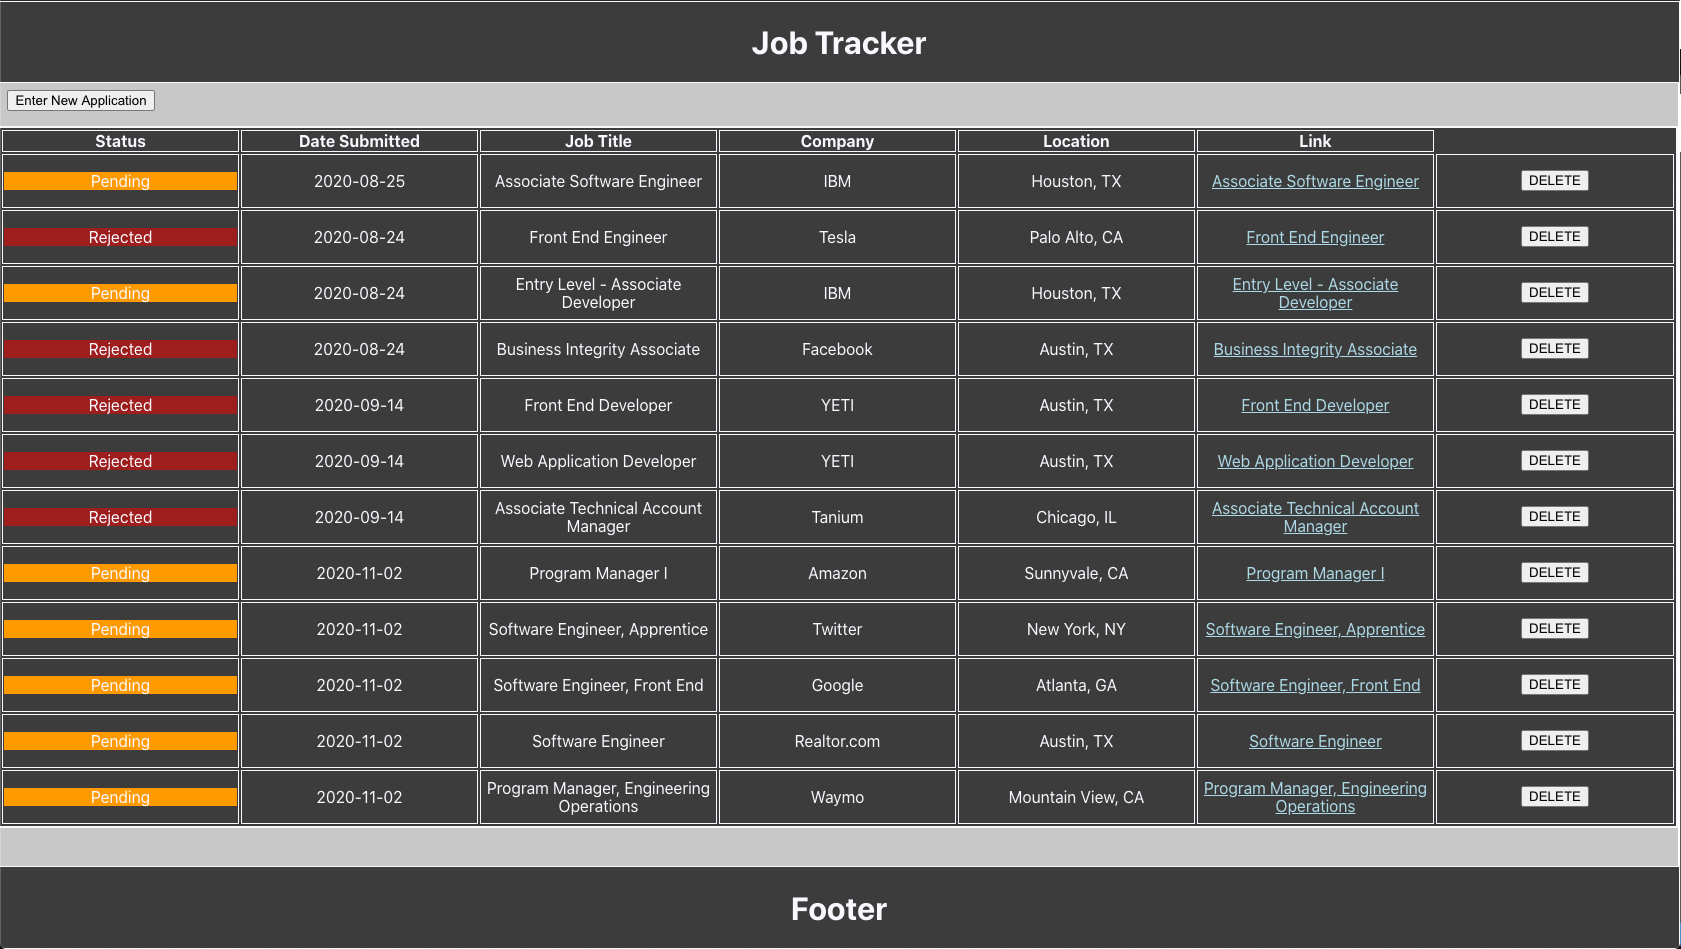 Job Tracker
Enter New Application
Status Date Submitted Job Title Company Location Link
Pending 2020-08-25 Associate Software Engineer IBM Houston, TX Associate Software Engineer DELETE
Rejected 2020-08-24 Front End Engineer Tesla Palo Alto, CA Front End Engineer DELETE
Pending 2020-08-24 Entry Level - Associate Developer IBM Houston, TX Entry Level - Associate Developer DELETE
Rejected 2020-08-24 Business Integrity Associate Facebook Austin, TX Business Integrity Associate DELETE
Rejected 2020-09-14 Front End Developer YETI Austin, TX Front End Developer DELETE
Rejected 2020-09-14 Web Application Developer YETI Austin, TX Web Application Developer DELETE
Rejected 2020-09-14 Associate Technical Account Manager Tanium Chicago, IL Associate Technical Account Manager DELETE
Pending 2020-11-02 Program Manager I Amazon Sunnyvale, CA Program Manager I DELETE
Pending 2020-11-02 Software Engineer, Apprentice Twitter New York, NY Software Engineer, Apprentice DELETE
Pending 2020-11-02 Software Engineer, Front End Google Atlanta, GA Software Engineer, Front End DELETE
Pending 2020-11-02 Software Engineer Realtor.com Austin, TX Software Engineer DELETE
Pending 2020-11-02 Program Manager, Engineering Operations Waymo Mountain View, CA Program Manager, Engineering Operations DELETE
Footer